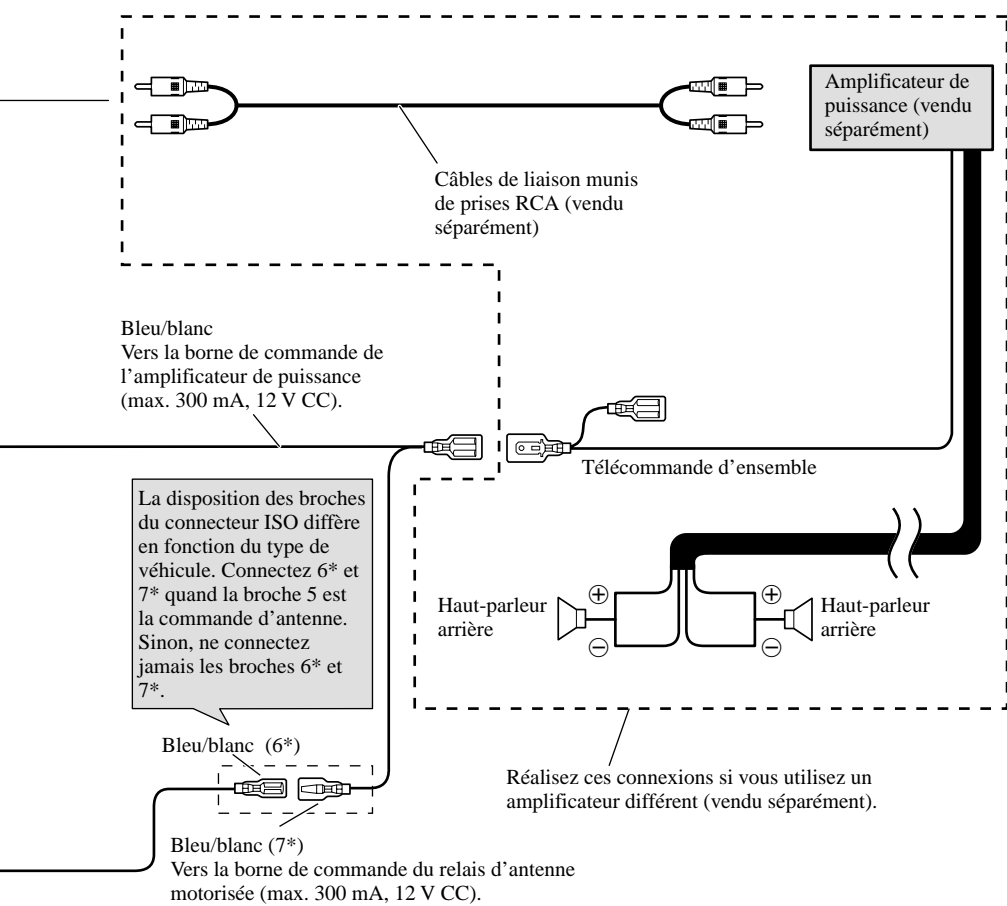 Amplificateur de
puissance (vendu
séparément)
Câbles de liaison munis
de prises RCA (vendu
séparément)
Bleu/blanc
Vers la borne de commande de
l’amplificateur de puissance
(max. 300 mA, 12 V CC).
Télécommande d’ensemble
La disposition des broches
du connecteur ISO diffère
en fonction du type de
véhicule. Connectez 6* et
7* quand la broche 5 est
la commande d’antenne.
Sinon, ne connectez
jamais les broches 6* et
7*.
Haut-parleur
arrière
+
−
+
−
Haut-parleur
arrière
Bleu/blanc (6*)
Réalisez ces connexions si vous utilisez un
amplificateur différent (vendu séparément).
Bleu/blanc (7*)
Vers la borne de commande du relais d’antenne
motorisée (max. 300 mA, 12 V CC).